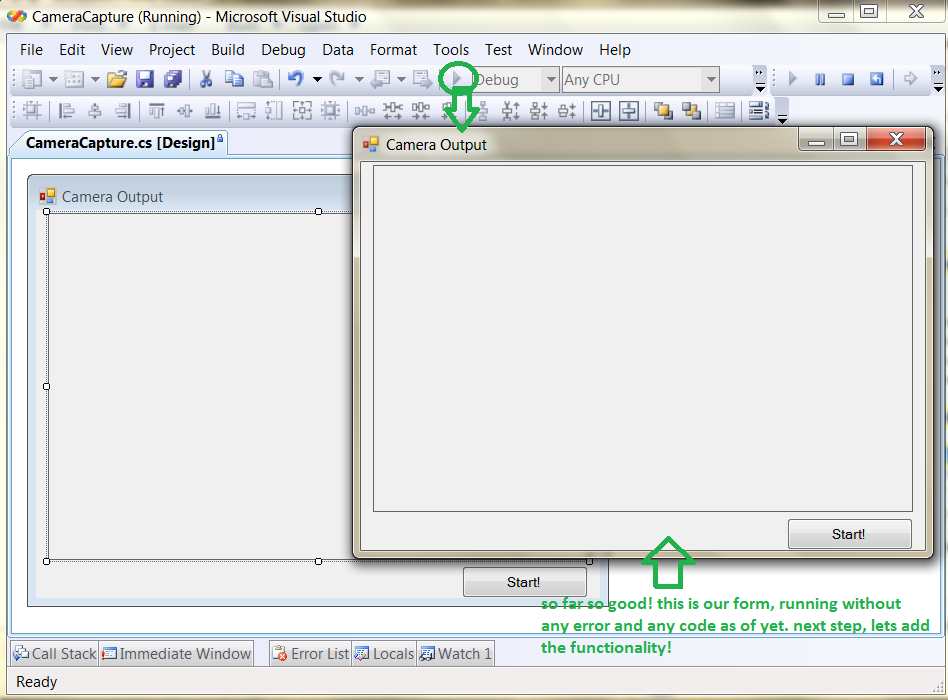 CameraCapture (Running) - Microsoft Visual Studio
File Edit View Project Build Debug Data Format Tools Test Window Help
Debug Any CPU
CameraCapture.cs [Design]
Camera Output
Camera Output
Start!
Start!
so far so good! this is our form, running without
any error and any code as of yet. next step, lets add
the functionality!
Call Stack Immediate Window Error List Locals Watch 1
Ready